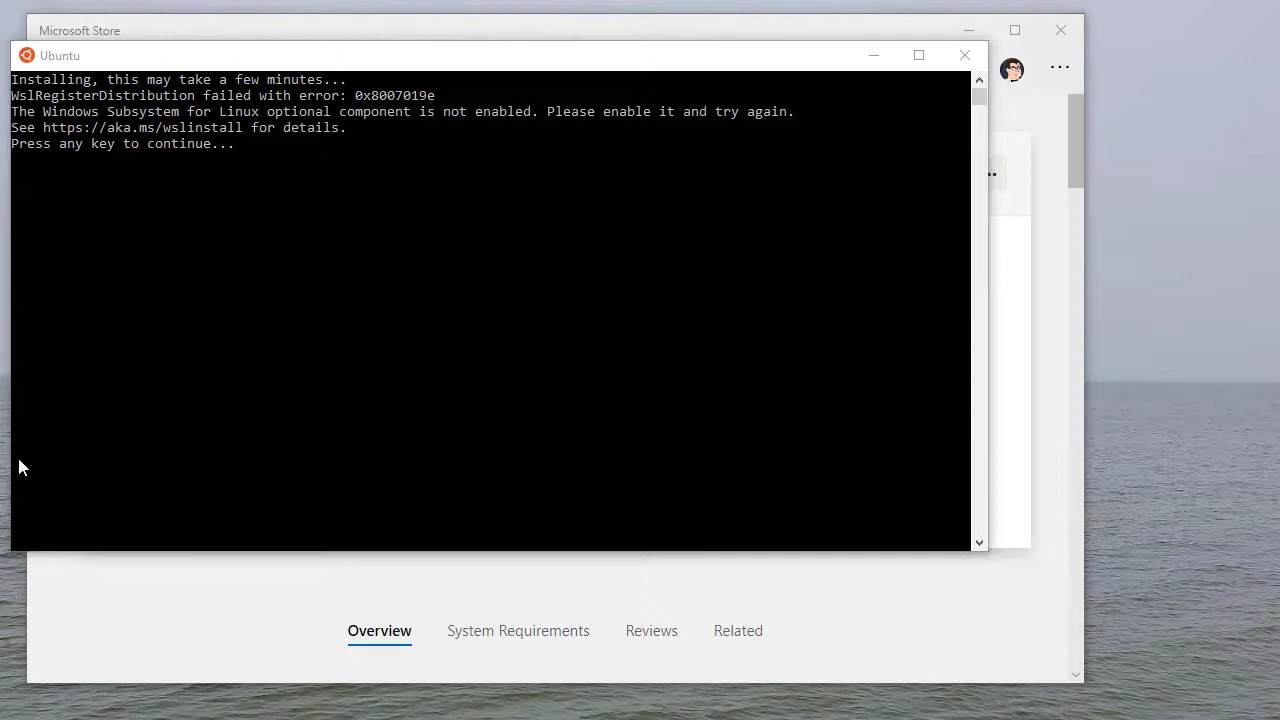 Microsoft Store
Ubuntu
Installing, this may take a few minutes...
WslRegisterDistribution failed with error: 0x8007019e
The Windows Subsystem for Linux optional component is not enabled. Please enable it and try again.
See https://aka.ms/wslinstall for details.
Press any key to continue...
Overview System Requirements Reviews Related